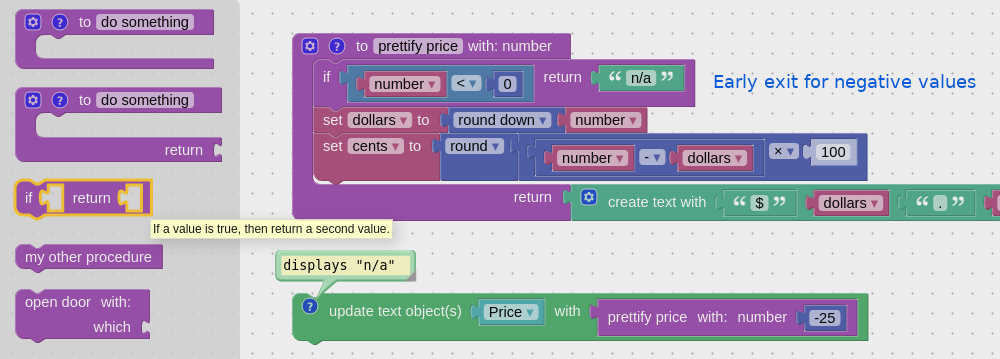 ? to do something
? to do something
return
if return
If a value is true, then return a second value.
my other procedure
open door with:
which
? to prettify price with: number
if number ▾ < ▾ 0 return “ n/a ”
Early exit for negative values
set dollars ▾ to round down ▾ number ▾
set cents ▾ to round ▾ number ▾ - ▾ dollars ▾ × ▾ 100
return create text with “ $ ” dollars ▾ “ . ”
displays "n/a"
? update text object(s) Price ▾ with prettify price with: number -25